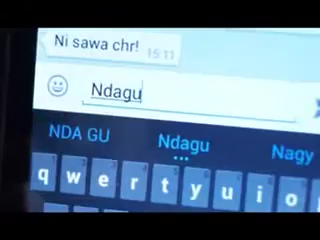 Ni sawa chr!
15:11
Ndagu
NDA GU
Ndagu
Nagy
q w e r t y u i o